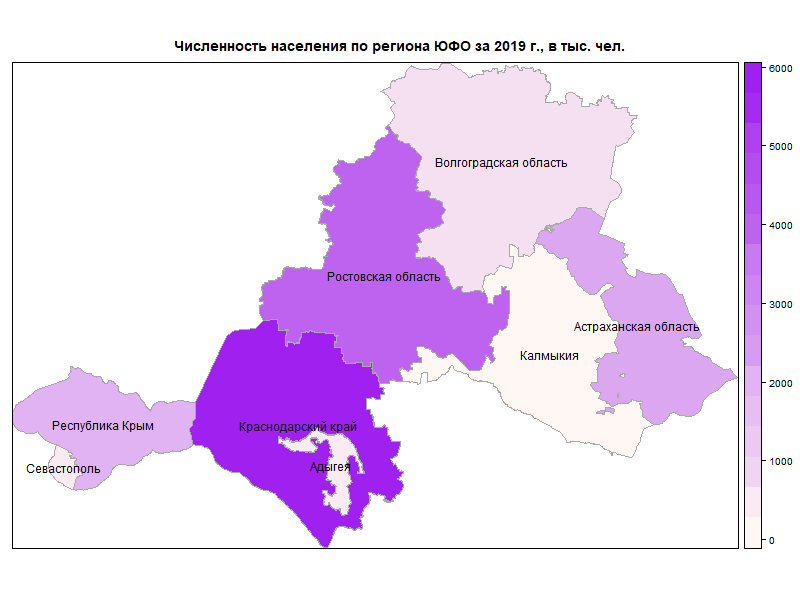 Численность населения по региона ЮФО за 2019 г., в тыс. чел.
6000
Волгоградская область
5000
4000
Ростовская область
3000
Астраханская область
Калмыкия
2000
Республика Крым
Краснодарский край
1000
Севастополь
Адыгея
0